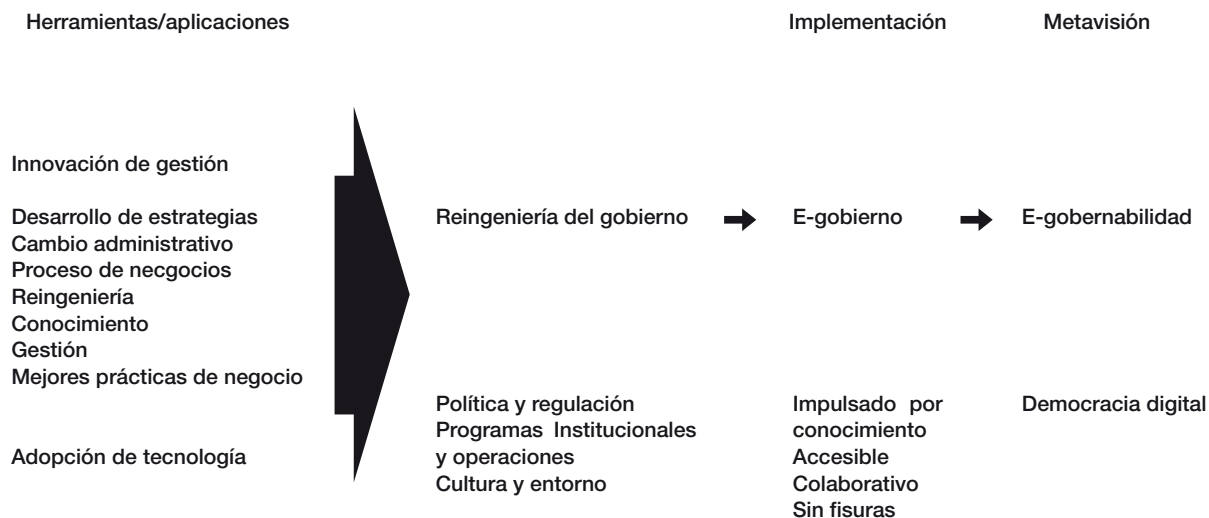 Herramientas/aplicaciones
Implementación
Metavisión
Innovación de gestión
Desarrollo de estrategias
Cambio administrativo
Proceso de necgocios
Reingeniería
Conocimiento
Gestión
Mejores prácticas de negocio
Adopción de tecnología
Reingeniería del gobierno
E-gobierno
E-gobernabilidad
Política y regulación
Programas Institucionales
y operaciones
Cultura y entorno
Impulsado por
conocimiento
Accesible
Colaborativo
Sin fisuras
Democracia digital